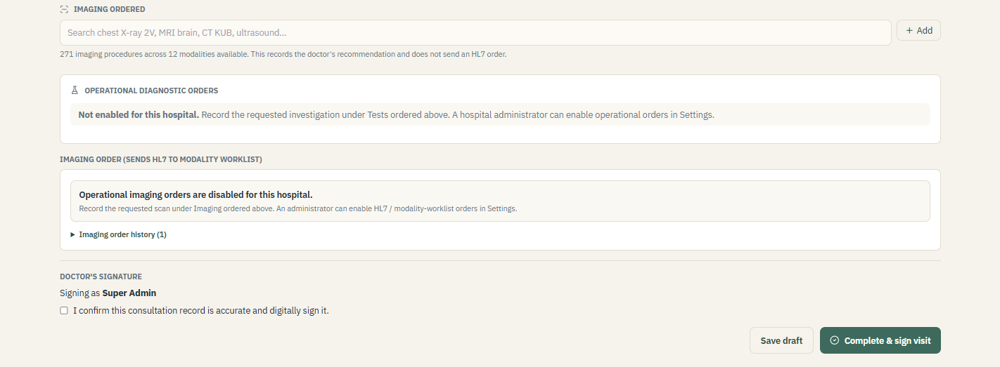 IMAGING ORDERED
Search chest X-ray 2V, MRI brain, CT KUB, ultrasound...
+ Add
271 imaging procedures across 12 modalities available. This records the doctor's recommendation and does not send an HL7 order.
OPERATIONAL DIAGNOSTIC ORDERS
Not enabled for this hospital. Record the requested investigation under Tests ordered above. A hospital administrator can enable operational orders in Settings.
IMAGING ORDER (SENDS HL7 TO MODALITY WORKLIST)
Operational imaging orders are disabled for this hospital.
Record the requested scan under Imaging ordered above. An administrator can enable HL7 / modality-worklist orders in Settings.
Imaging order history (1)
DOCTOR'S SIGNATURE
Signing as Super Admin
I confirm this consultation record is accurate and digitally sign it.
Save draft
Complete & sign visit